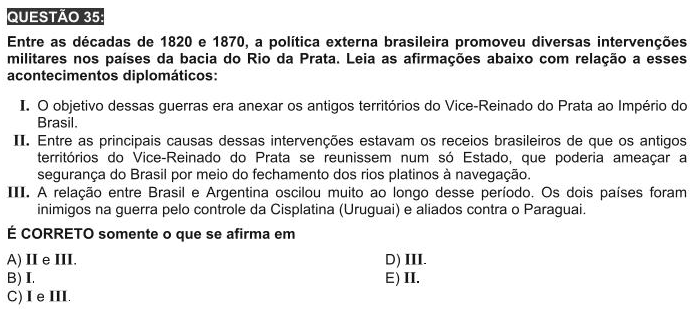 QUESTÃO 35:
Entre as décadas de 1820 e 1870, a política externa brasileira promoveu diversas intervenções
militares nos países da bacia do Rio da Prata. Leia as afirmações abaixo com relação a esses
acontecimentos diplomáticos:
I. O objetivo dessas guerras era anexar os antigos territórios do Vice-Reinado do Prata ao Império do
Brasil.
II. Entre as principais causas dessas intervenções estavam os receios brasileiros de que os antigos
territórios do Vice-Reinado do Prata se reunissem num só Estado, que poderia ameaçar a
segurança do Brasil por meio do fechamento dos rios platinos à navegação.
III. A relação entre Brasil e Argentina oscilou muito ao longo desse período. Os dois países foram
inimigos na guerra pelo controle da Cisplatina (Uruguai) e aliados contra o Paraguai.
É CORRETO somente o que se afirma em
A) II e III.
B) I.
C) I e III.
D) III.
E) II.